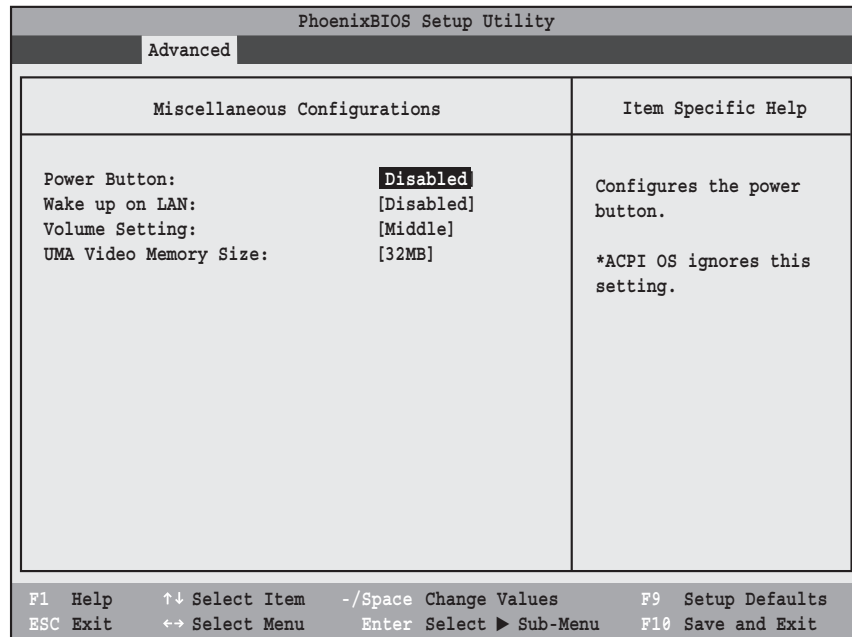 PhoenixBIOS Setup Utility
Advanced
Miscellaneous Configurations
Item Specific Help
Power Button: Disabled
Wake up on LAN: [Disabled]
Volume Setting: [Middle]
UMA Video Memory Size: [32MB]
Configures the power
button.
*ACPI OS ignores this
setting.
F1 Help ↑↓ Select Item -/Space Change Values F9 Setup Defaults
ESC Exit ←→ Select Menu Enter Select ▶ Sub-Menu F10 Save and Exit